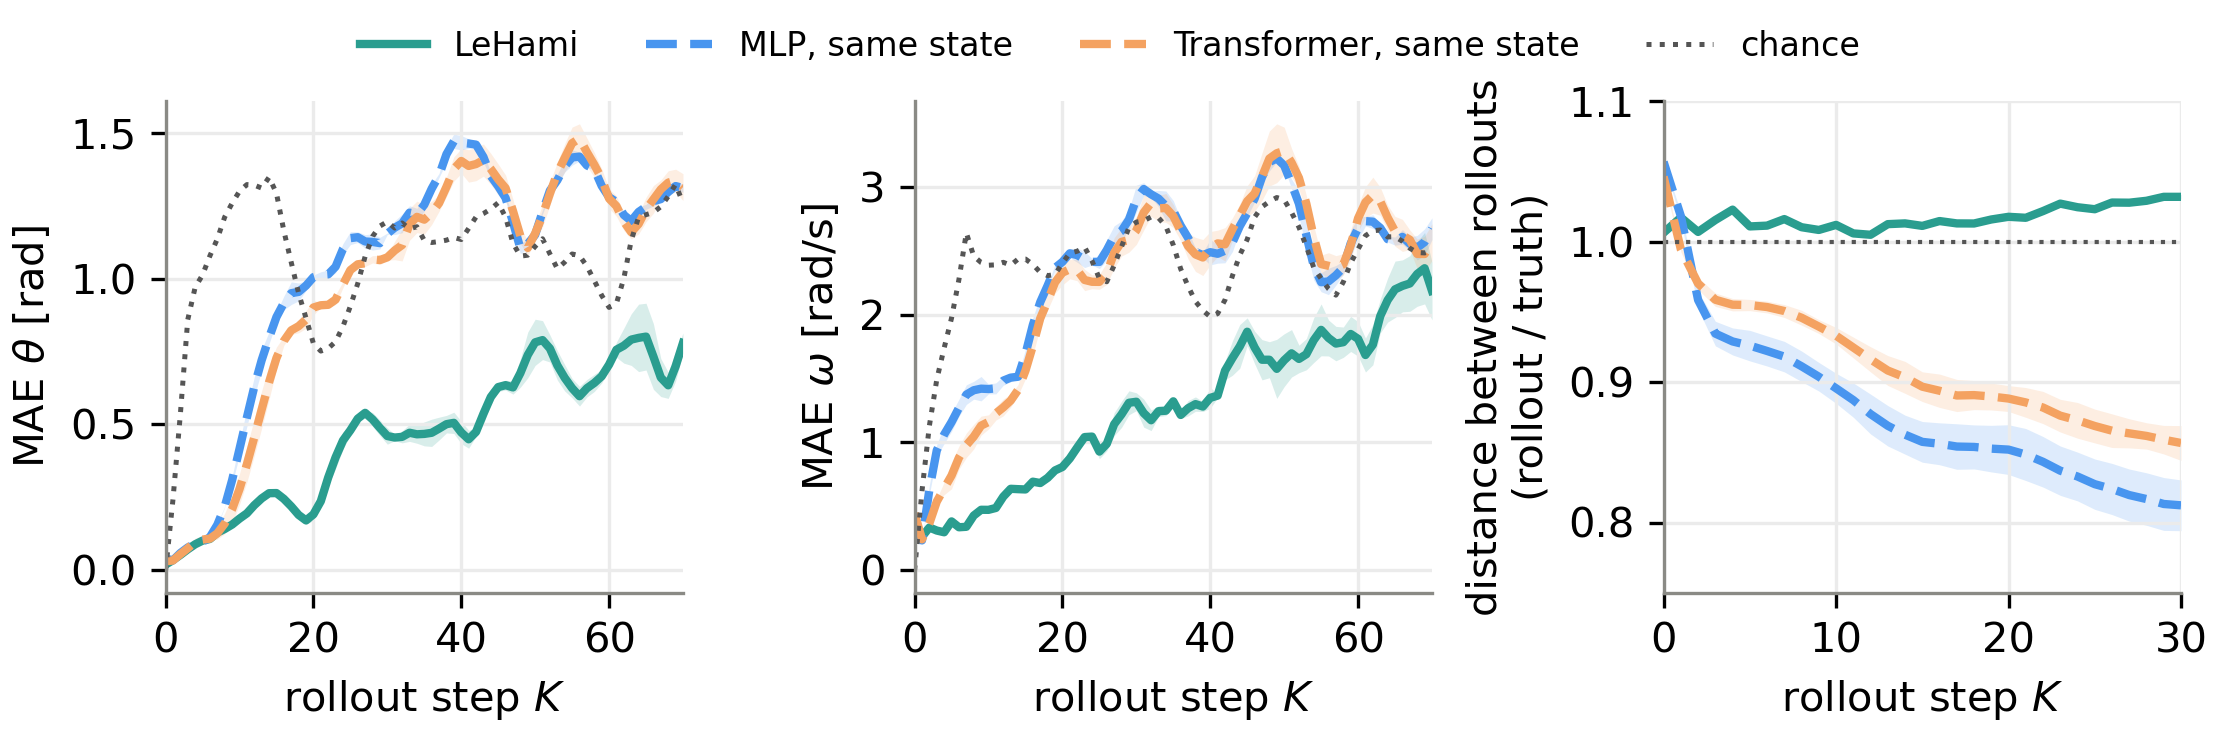 LeHami
MLP, same state
Transformer, same state
chance
MAE θ [rad]
1.5
1.0
0.5
0.0
0 20 40 60
rollout step K
MAE ω [rad/s]
3
2
1
0
0 20 40 60
rollout step K
distance between rollouts
(rollout / truth)
1.1
1.0
0.9
0.8
0 10 20 30
rollout step K